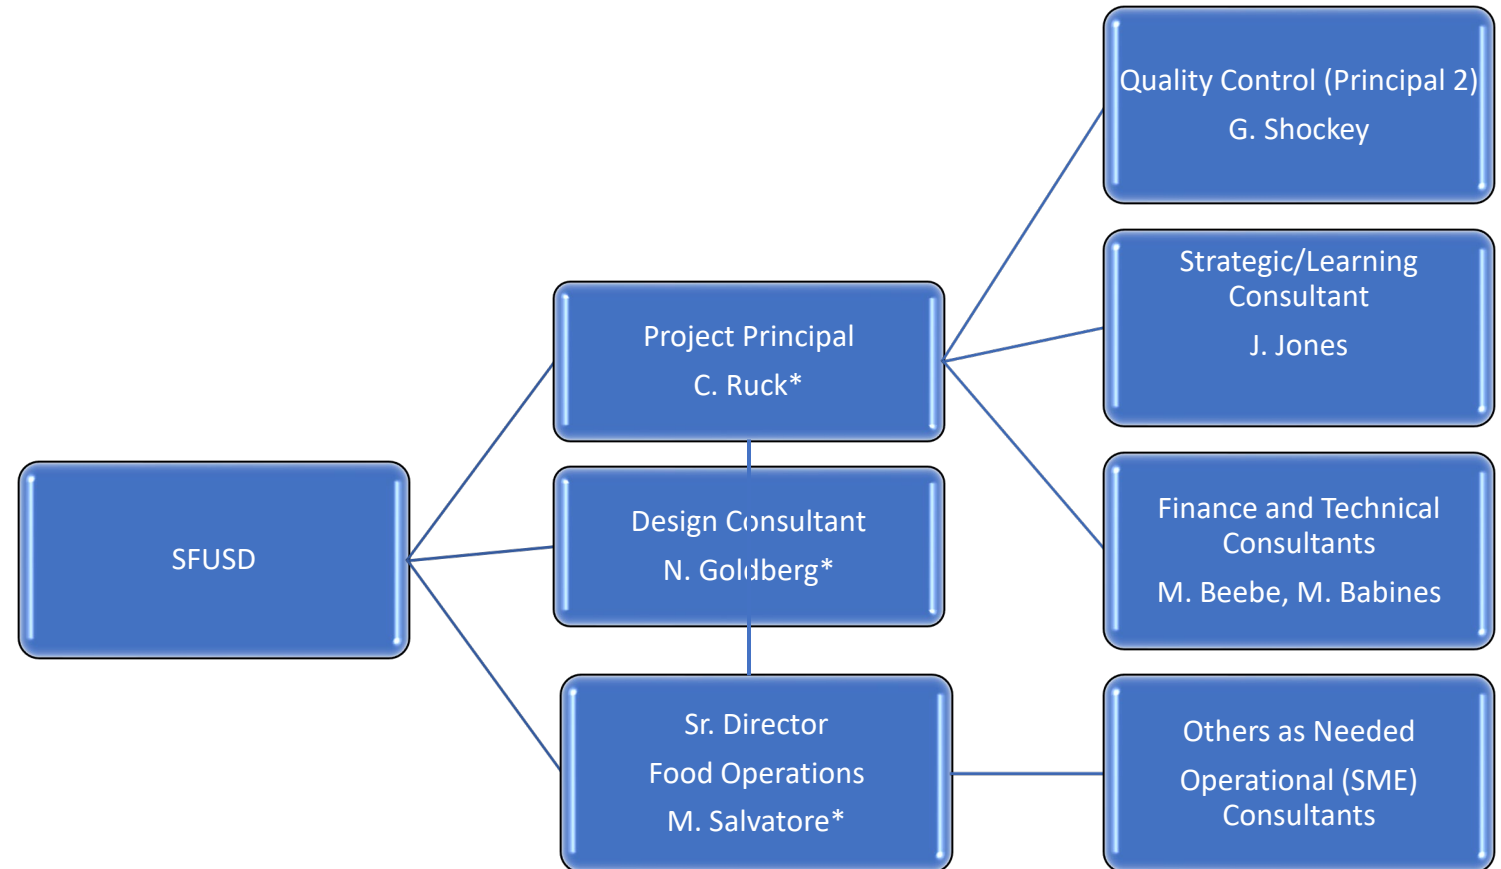 SFUSD
Project Principal
C. Ruck*
Design Consultant
N. Goldberg*
Sr. Director
Food Operations
M. Salvatore*
Quality Control (Principal 2)
G. Shockey
Strategic/Learning
Consultant
J. Jones
Finance and Technical
Consultants
M. Beebe, M. Babines
Others as Needed
Operational (SME)
Consultants